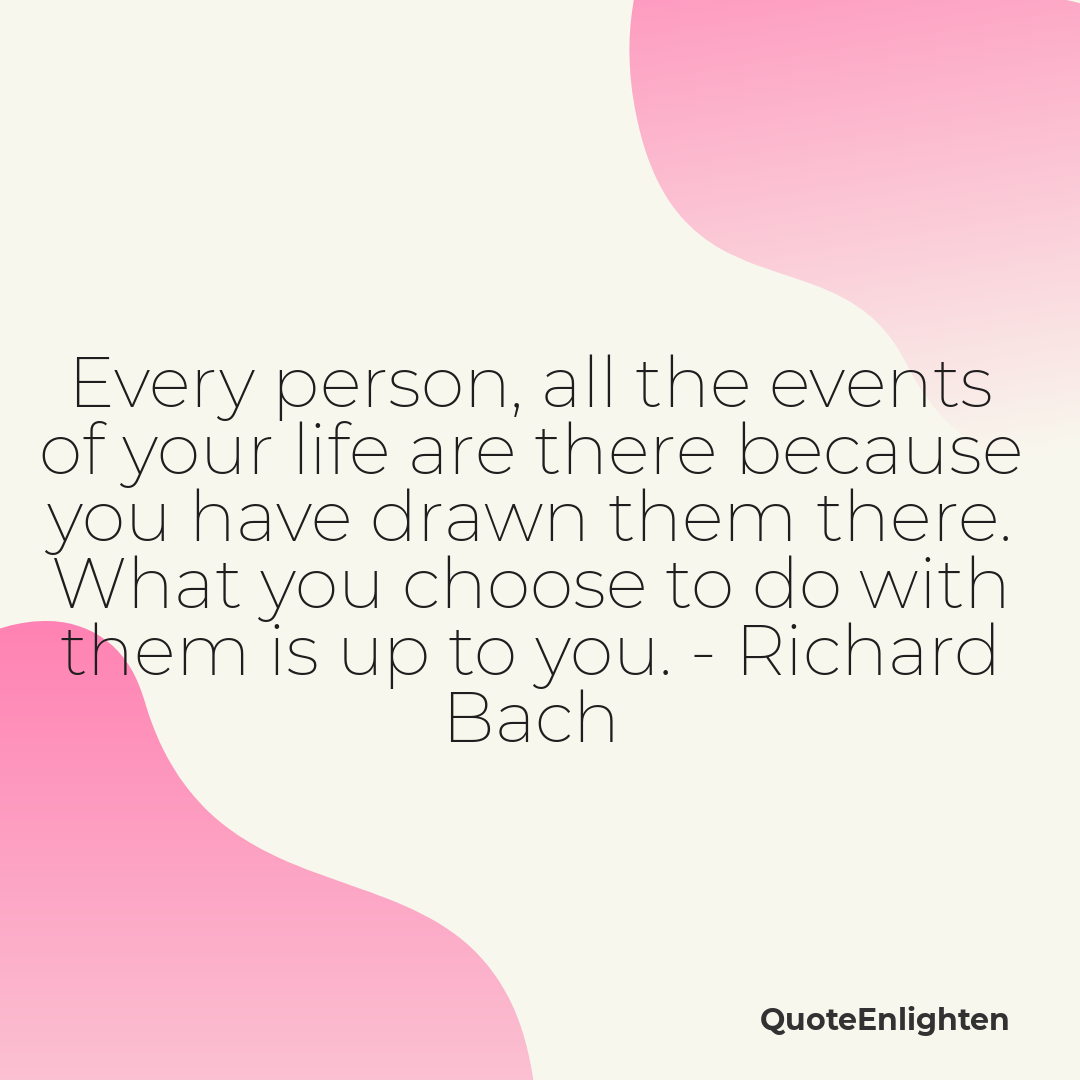 Every person, all the events
of your life are there because
you have drawn them there.
What you choose to do with
them is up to you. - Richard
Bach
QuoteEnlighten